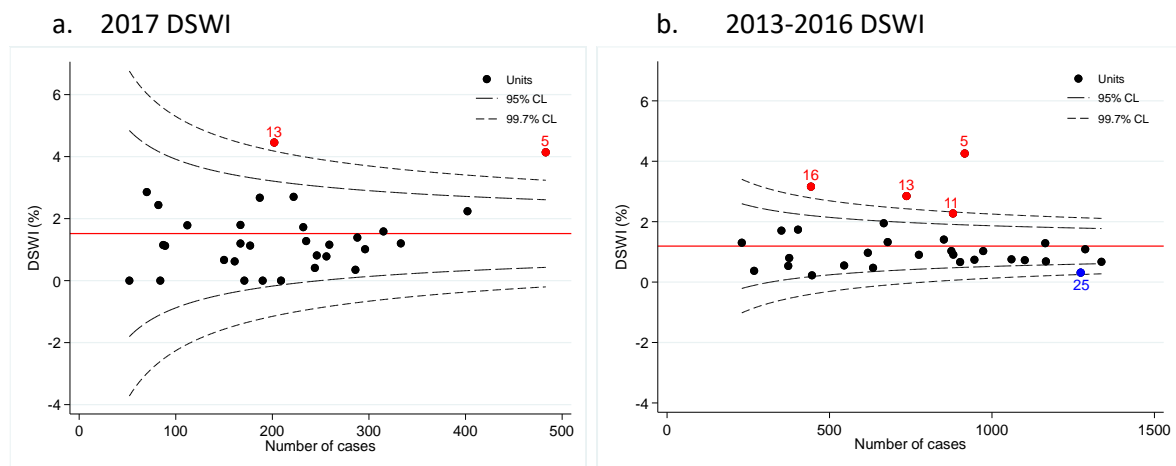 a. 2017 DSWI
b. 2013-2016 DSWI
DSWI (%)
6
4
2
0
-2
-4
0
100
200
300
400
500
Number of cases
Units
95% CL
99.7% CL
13
5
DSWI (%)
6
4
2
0
-2
-4
0
500
1000
1500
Number of cases
Units
95% CL
99.7% CL
5
16
13
11
25